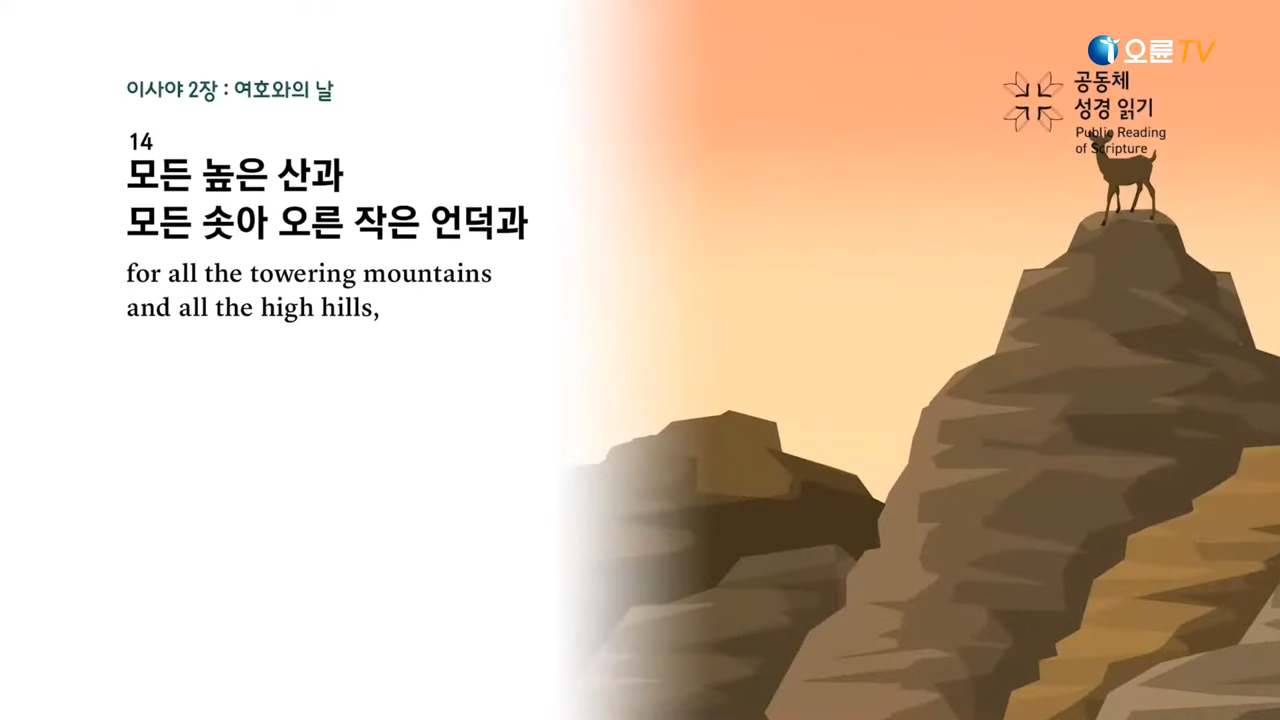 오륜TV
이사야 2장 : 여호와의 날
공동체
성경 읽기
Public Reading
of Scripture
14
모든 높은 산과
모든 솟아 오른 작은 언덕과
for all the towering mountains
and all the high hills,